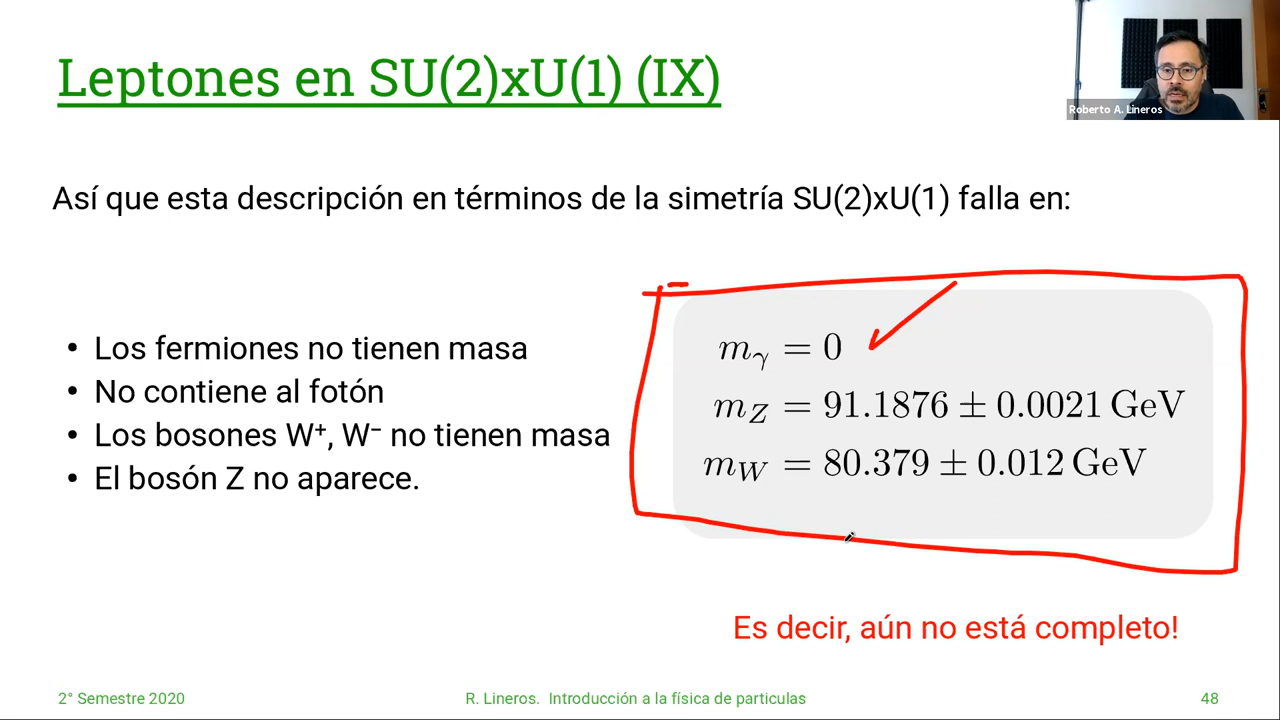 Leptones en SU(2)xU(1) (IX)
Roberto A. Lineros
Así que esta descripción en términos de la simetría SU(2)xU(1) falla en:
• Los fermiones no tienen masa
• No contiene al fotón
• Los bosones W⁺, W⁻ no tienen masa
• El bosón Z no aparece.
m_γ = 0
m_Z = 91.1876 ± 0.0021 GeV
m_W = 80.379 ± 0.012 GeV
Es decir, aún no está completo!
2° Semestre 2020
R. Lineros. Introducción a la física de particulas
48